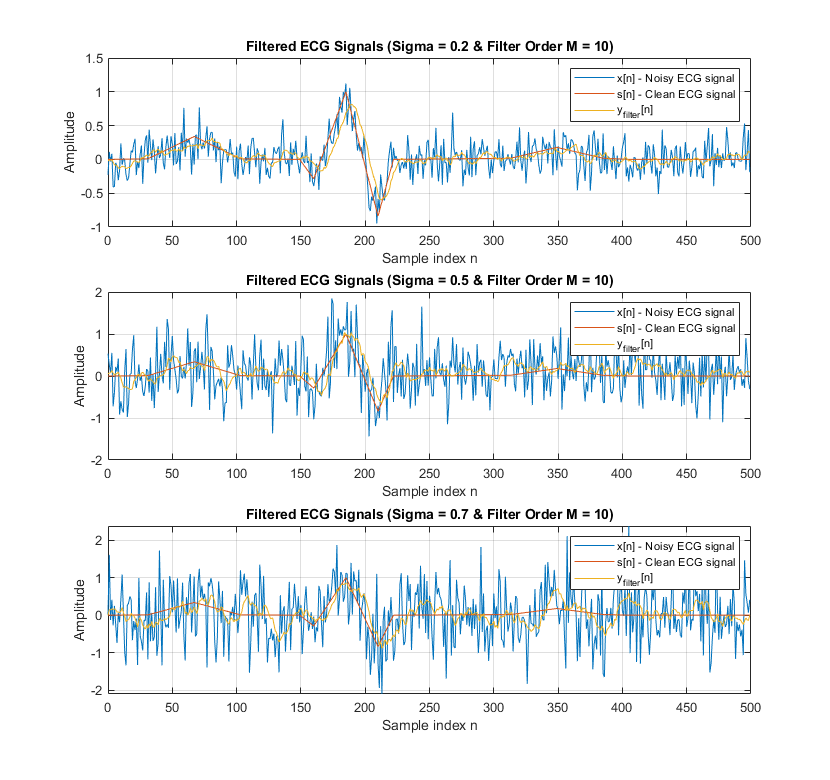 Filtered ECG Signals (Sigma = 0.2 & Filter Order M = 10)
1.5
1
0.5
0
-0.5
-1
Amplitude
x[n] - Noisy ECG signal
s[n] - Clean ECG signal
yfilter[n]
0 50 100 150 200 250 300 350 400 450 500
Sample index n
Filtered ECG Signals (Sigma = 0.5 & Filter Order M = 10)
2
1
0
-1
-2
Amplitude
x[n] - Noisy ECG signal
s[n] - Clean ECG signal
yfilter[n]
0 50 100 150 200 250 300 350 400 450 500
Sample index n
Filtered ECG Signals (Sigma = 0.7 & Filter Order M = 10)
2
1
0
-1
-2
Amplitude
x[n] - Noisy ECG signal
s[n] - Clean ECG signal
yfilter[n]
0 50 100 150 200 250 300 350 400 450 500
Sample index n